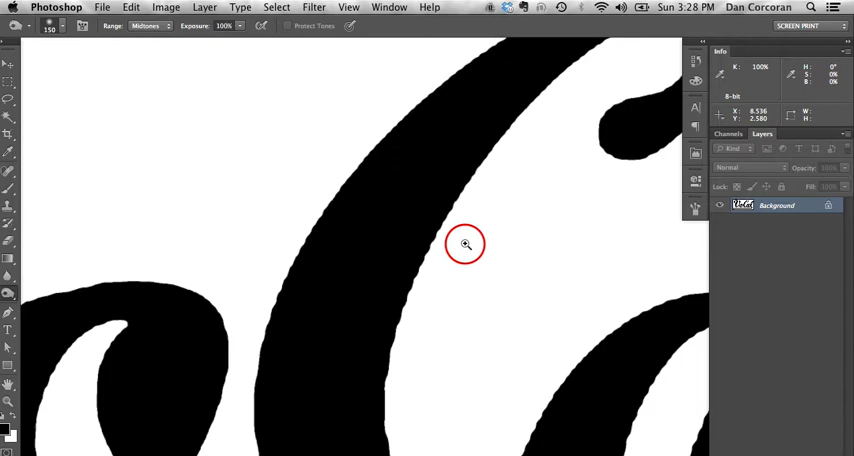 Photoshop File Edit Image Layer Type Select Filter View Window Help Sun 3:28 PM Dan Corcoran
150 Range: Midtones Exposure: 100% Protect Tones SCREEN PRINT
Info
K: 100% H: 0°
S: 0%
B: 0%
8-bit
X: 8.536 W:
Y: 2.580 H:
Channels Layers
Kind
Normal Opacity: 100%
Lock: Fill: 100%
Background